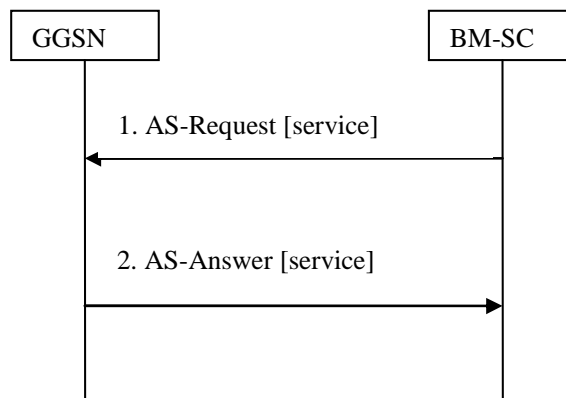 GGSN
BM-SC
1. AS-Request [service]
2. AS-Answer [service]